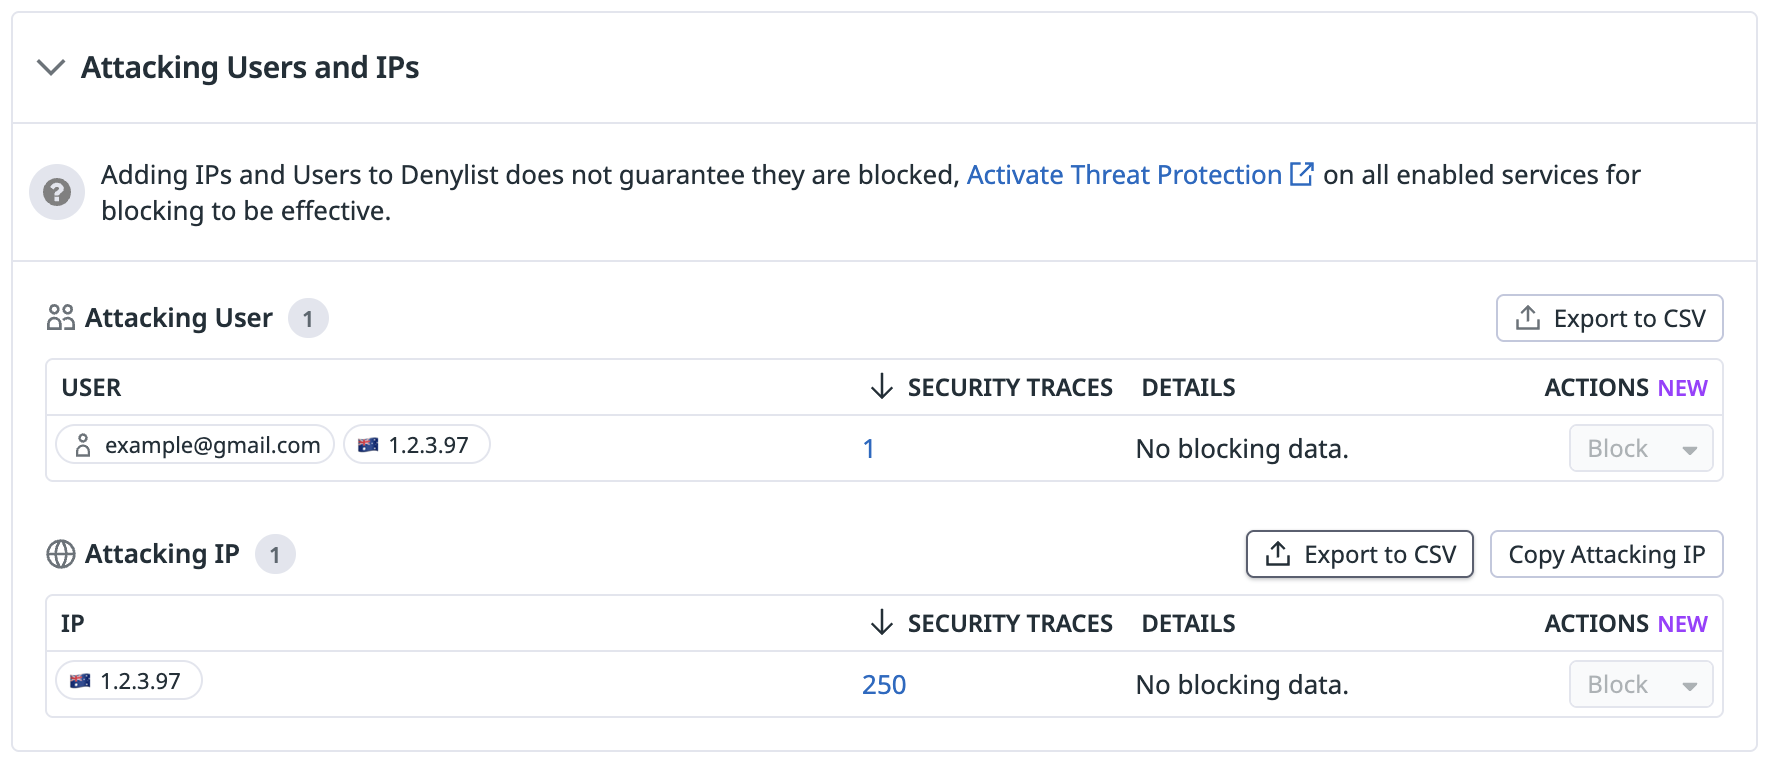 Attacking Users and IPs
Adding IPs and Users to Denylist does not guarantee they are blocked, Activate Threat Protection on all enabled services for
blocking to be effective.
Attacking User 1 Export to CSV
USER SECURITY TRACES DETAILS ACTIONS NEW
example@gmail.com 1.2.3.97 1 No blocking data. Block
Attacking IP 1 Export to CSV Copy Attacking IP
IP SECURITY TRACES DETAILS ACTIONS NEW
1.2.3.97 250 No blocking data. Block